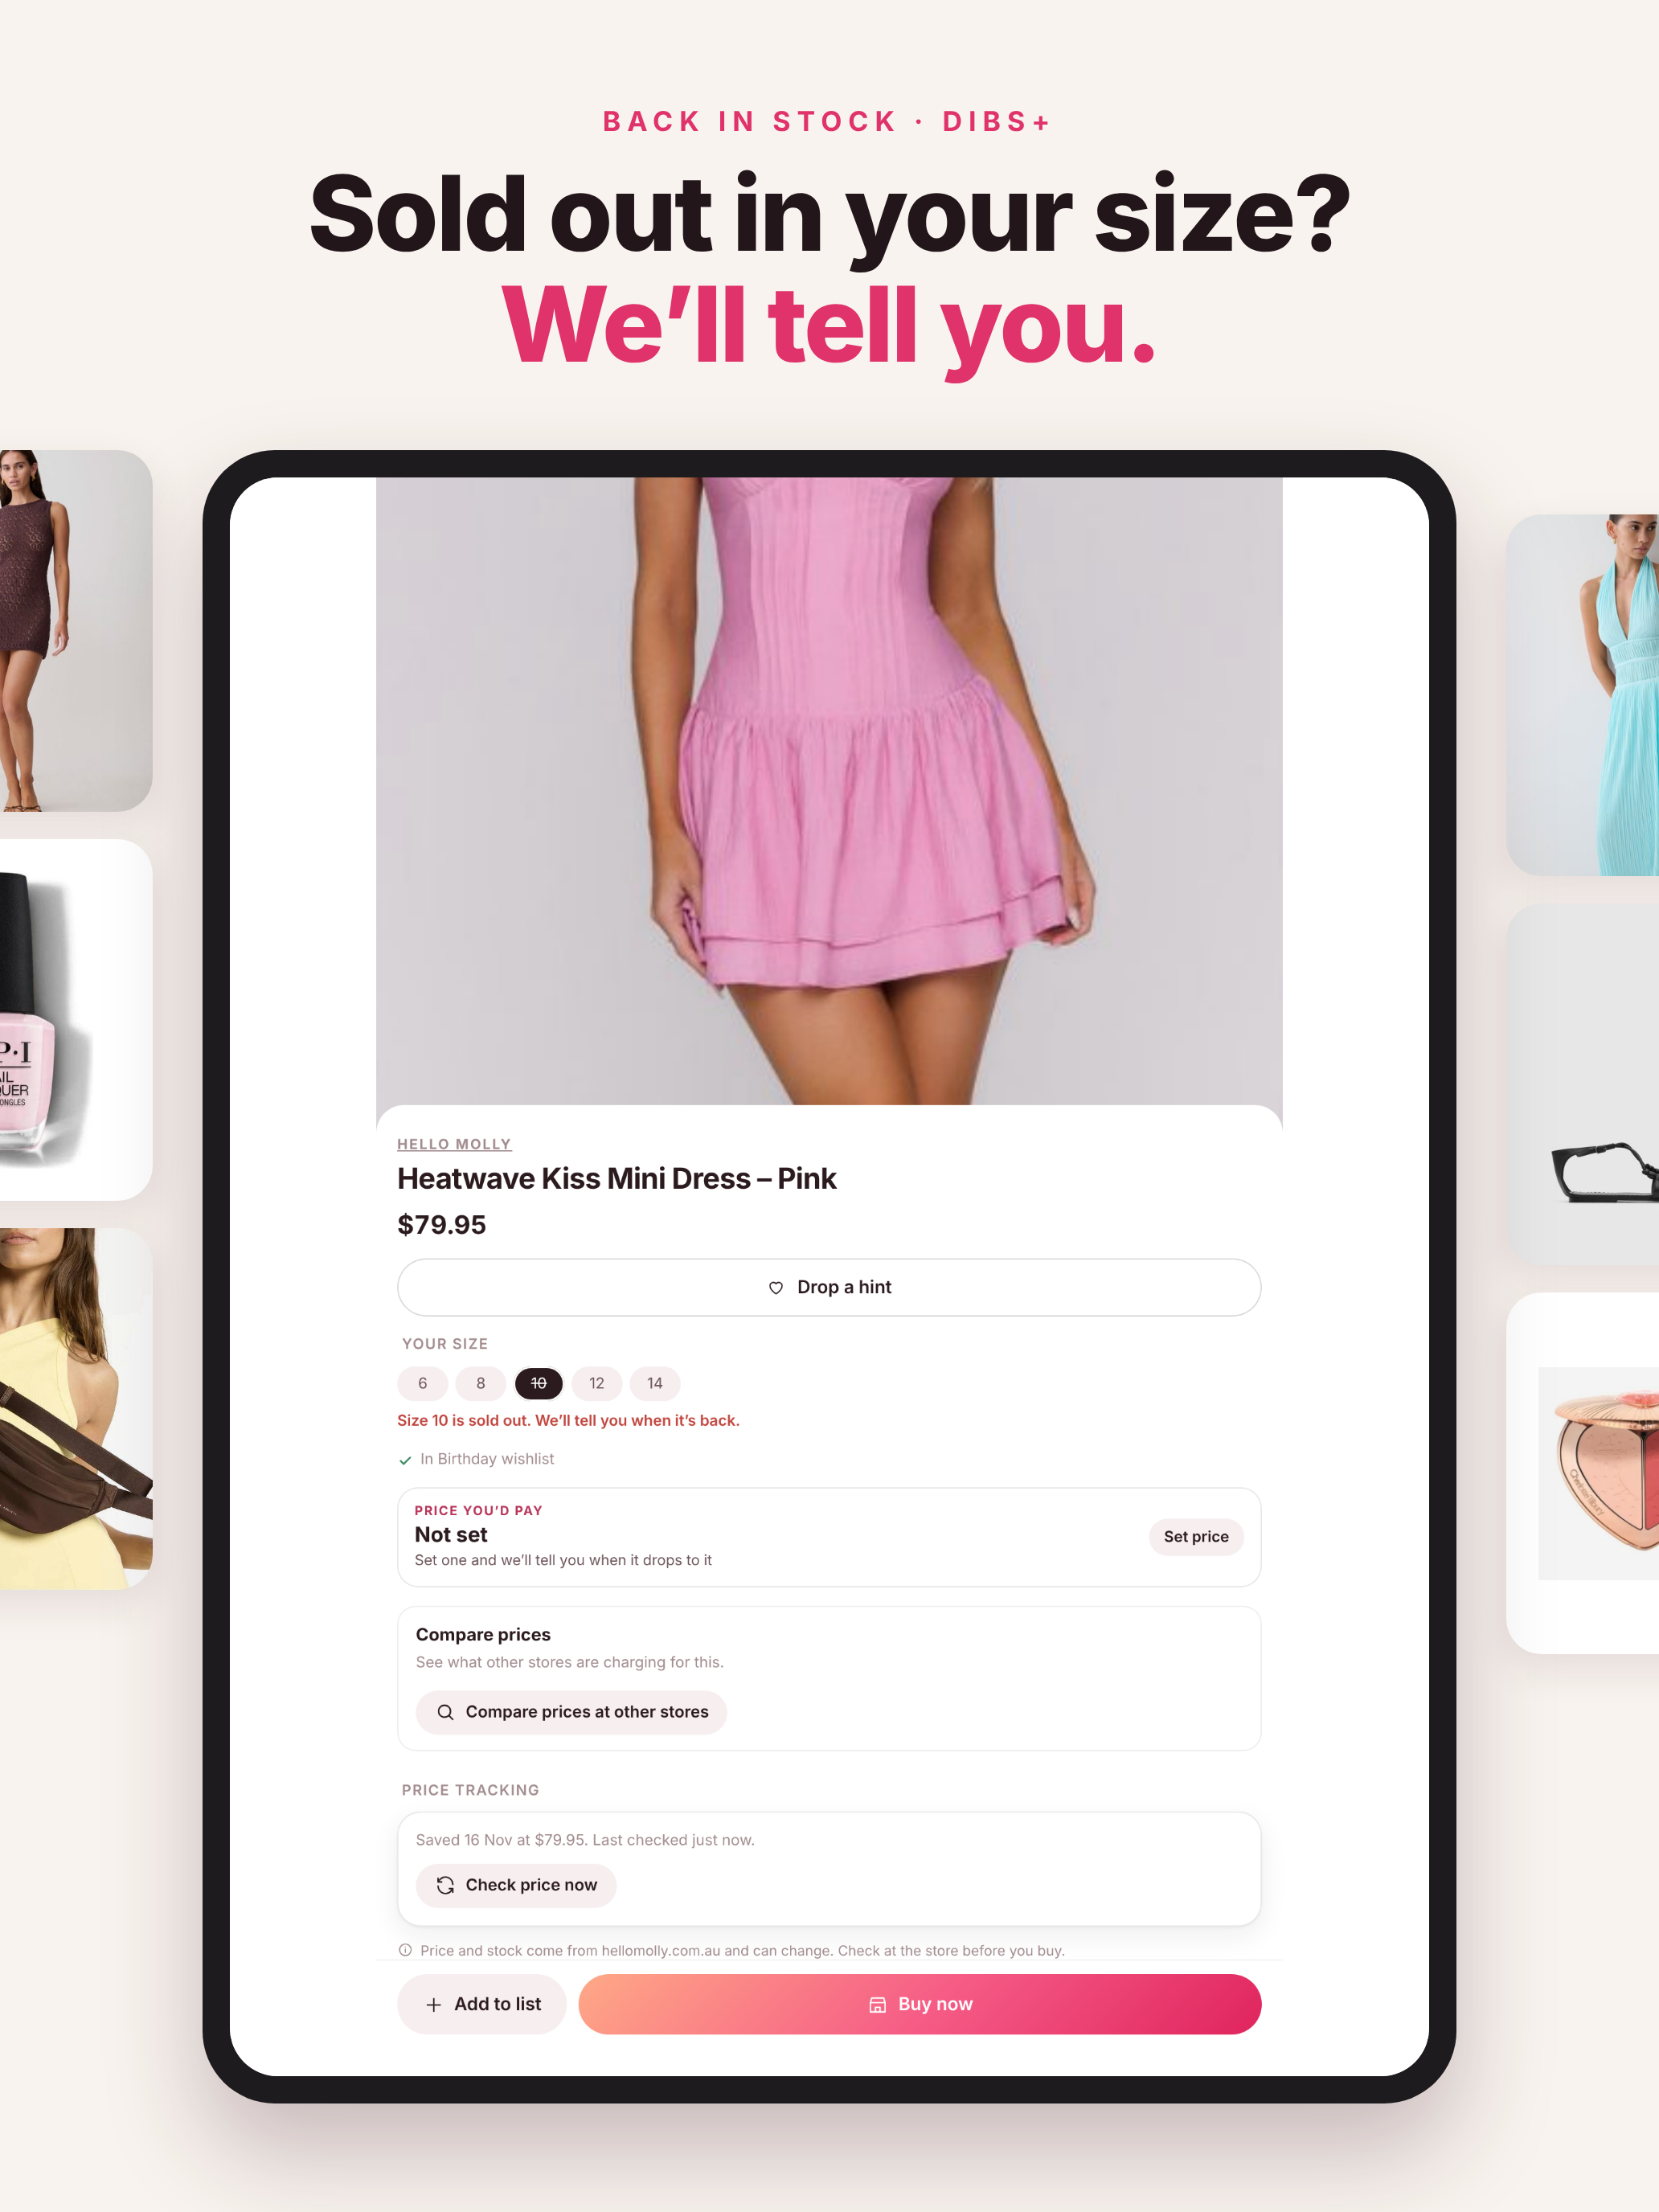 BACK IN STOCK · DIBS+
Sold out in your size?
We’ll tell you.
P·I
QUER
ONGLES
HELLO MOLLY
Heatwave Kiss Mini Dress – Pink
$79.95
Drop a hint
YOUR SIZE
6 8 10 12 14
Size 10 is sold out. We’ll tell you when it’s back.
In Birthday wishlist
PRICE YOU’D PAY
Not set
Set one and we’ll tell you when it drops to it
Set price
Compare prices
See what other stores are charging for this.
Compare prices at other stores
PRICE TRACKING
Saved 16 Nov at $79.95. Last checked just now.
Check price now
Price and stock come from hellomolly.com.au and can change. Check at the store before you buy.
Add to list
Buy now